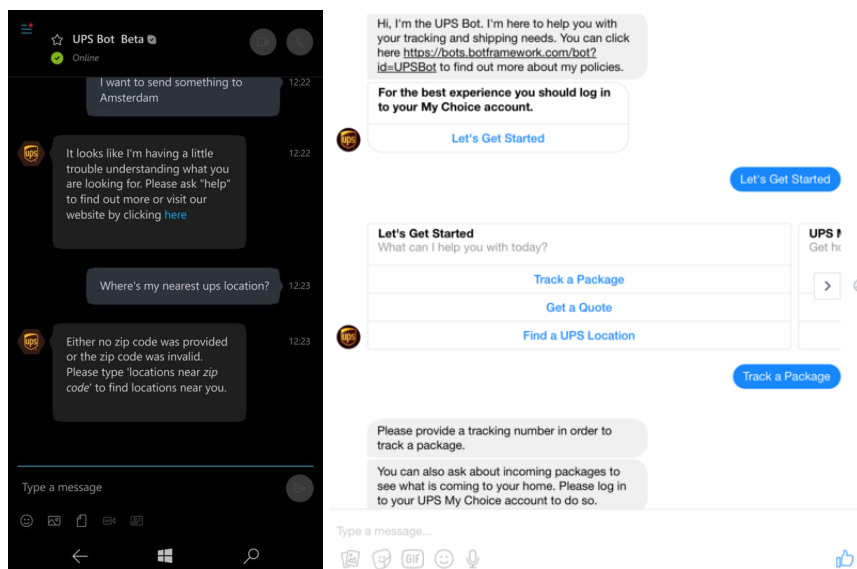 UPS Bot Beta
Online
I want to send something to
Amsterdam
12:22
ups
It looks like I'm having a little
trouble understanding what you
are looking for. Please ask "help"
to find out more or visit our
website by clicking here
12:22
Where's my nearest ups location?
12:23
ups
Either no zip code was provided
or the zip code was invalid.
Please type 'locations near zip
code' to find locations near you.
12:23
Type a message
Hi, I'm the UPS Bot. I'm here to help you with
your tracking and shipping needs. You can click
here https://bots.botframework.com/bot?
id=UPSBot to find out more about my policies.
For the best experience you should log in
to your My Choice account.
Let's Get Started
ups
Let's Get Started
Let's Get Started
What can I help you with today?
Track a Package
Get a Quote
Find a UPS Location
UPS
Get
ups
Track a Package
Please provide a tracking number in order to
track a package.
You can also ask about incoming packages to
see what is coming to your home. Please log in
to your UPS My Choice account to do so.
Type a message...
GIF